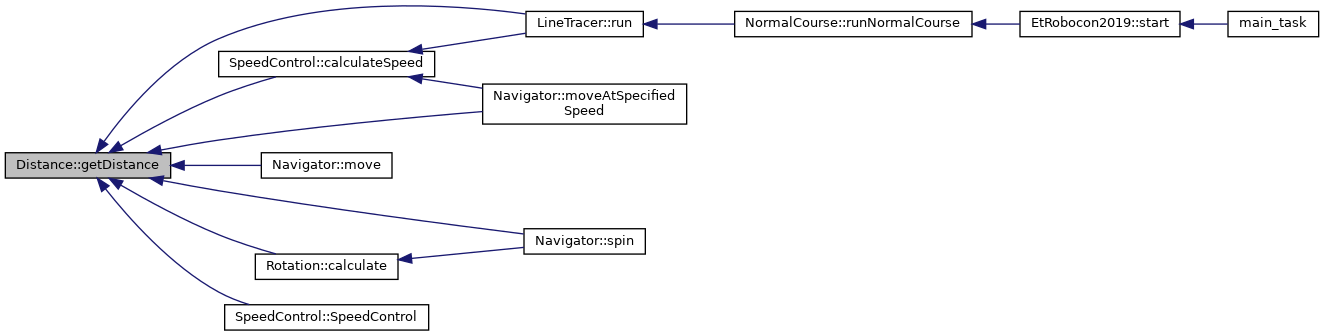 LineTracer::run
NormalCourse::runNormalCourse
EtRobocon2019::start
main_task
SpeedControl::calculateSpeed
Navigator::moveAtSpecified
Speed
Distance::getDistance
Navigator::move
Navigator::spin
Rotation::calculate
SpeedControl::SpeedControl